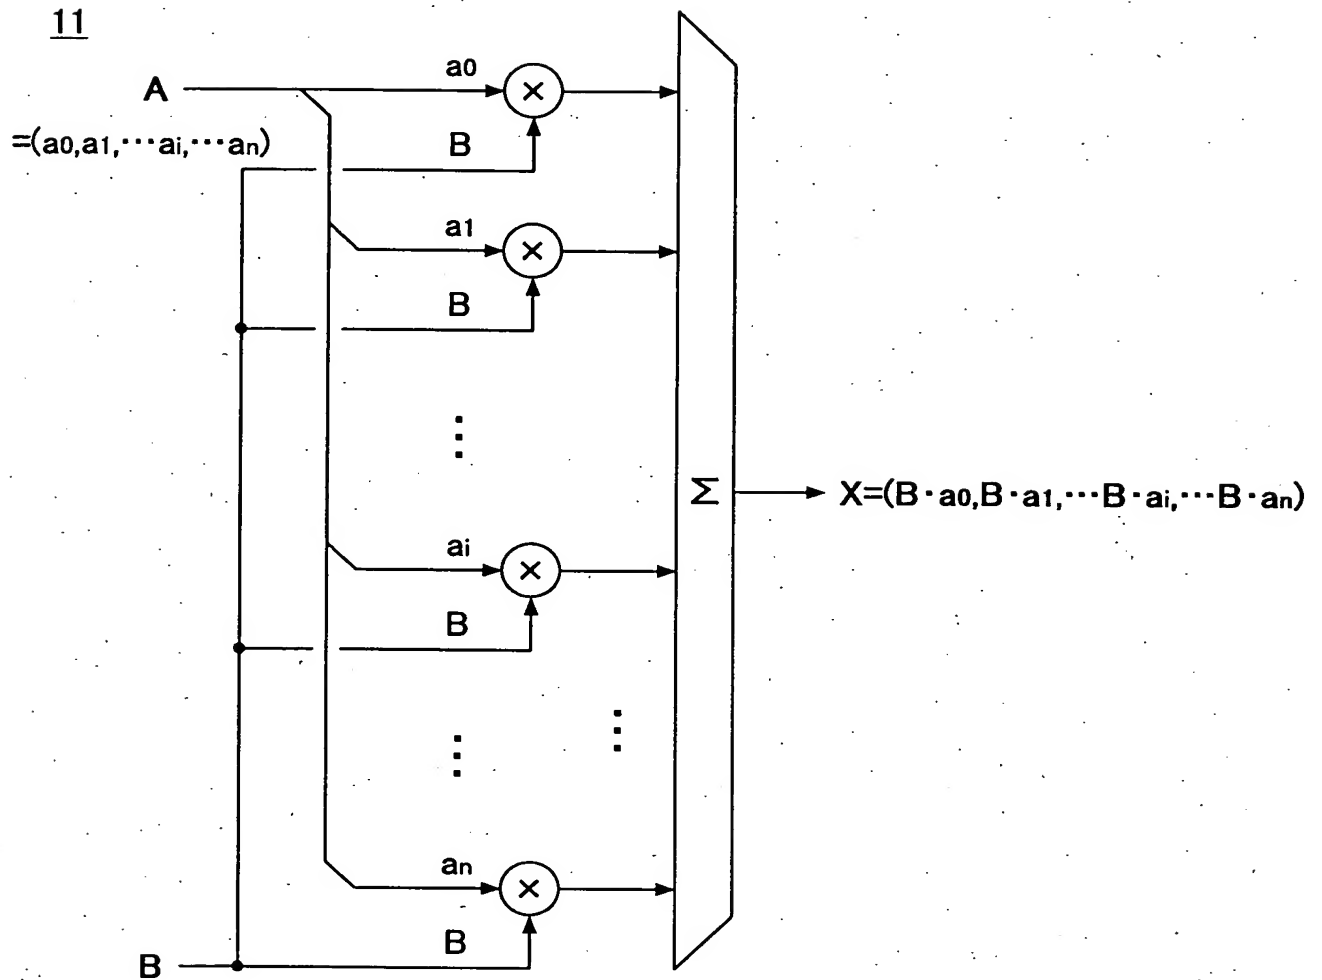 11
A
=(a0,a1,···ai,···an)
a0
×
B
a1
×
B
⋮
ai
×
B
⋮
⋮
an
×
B
B
Σ
X=(B·a0,B·a1,···B·ai,···B·an)